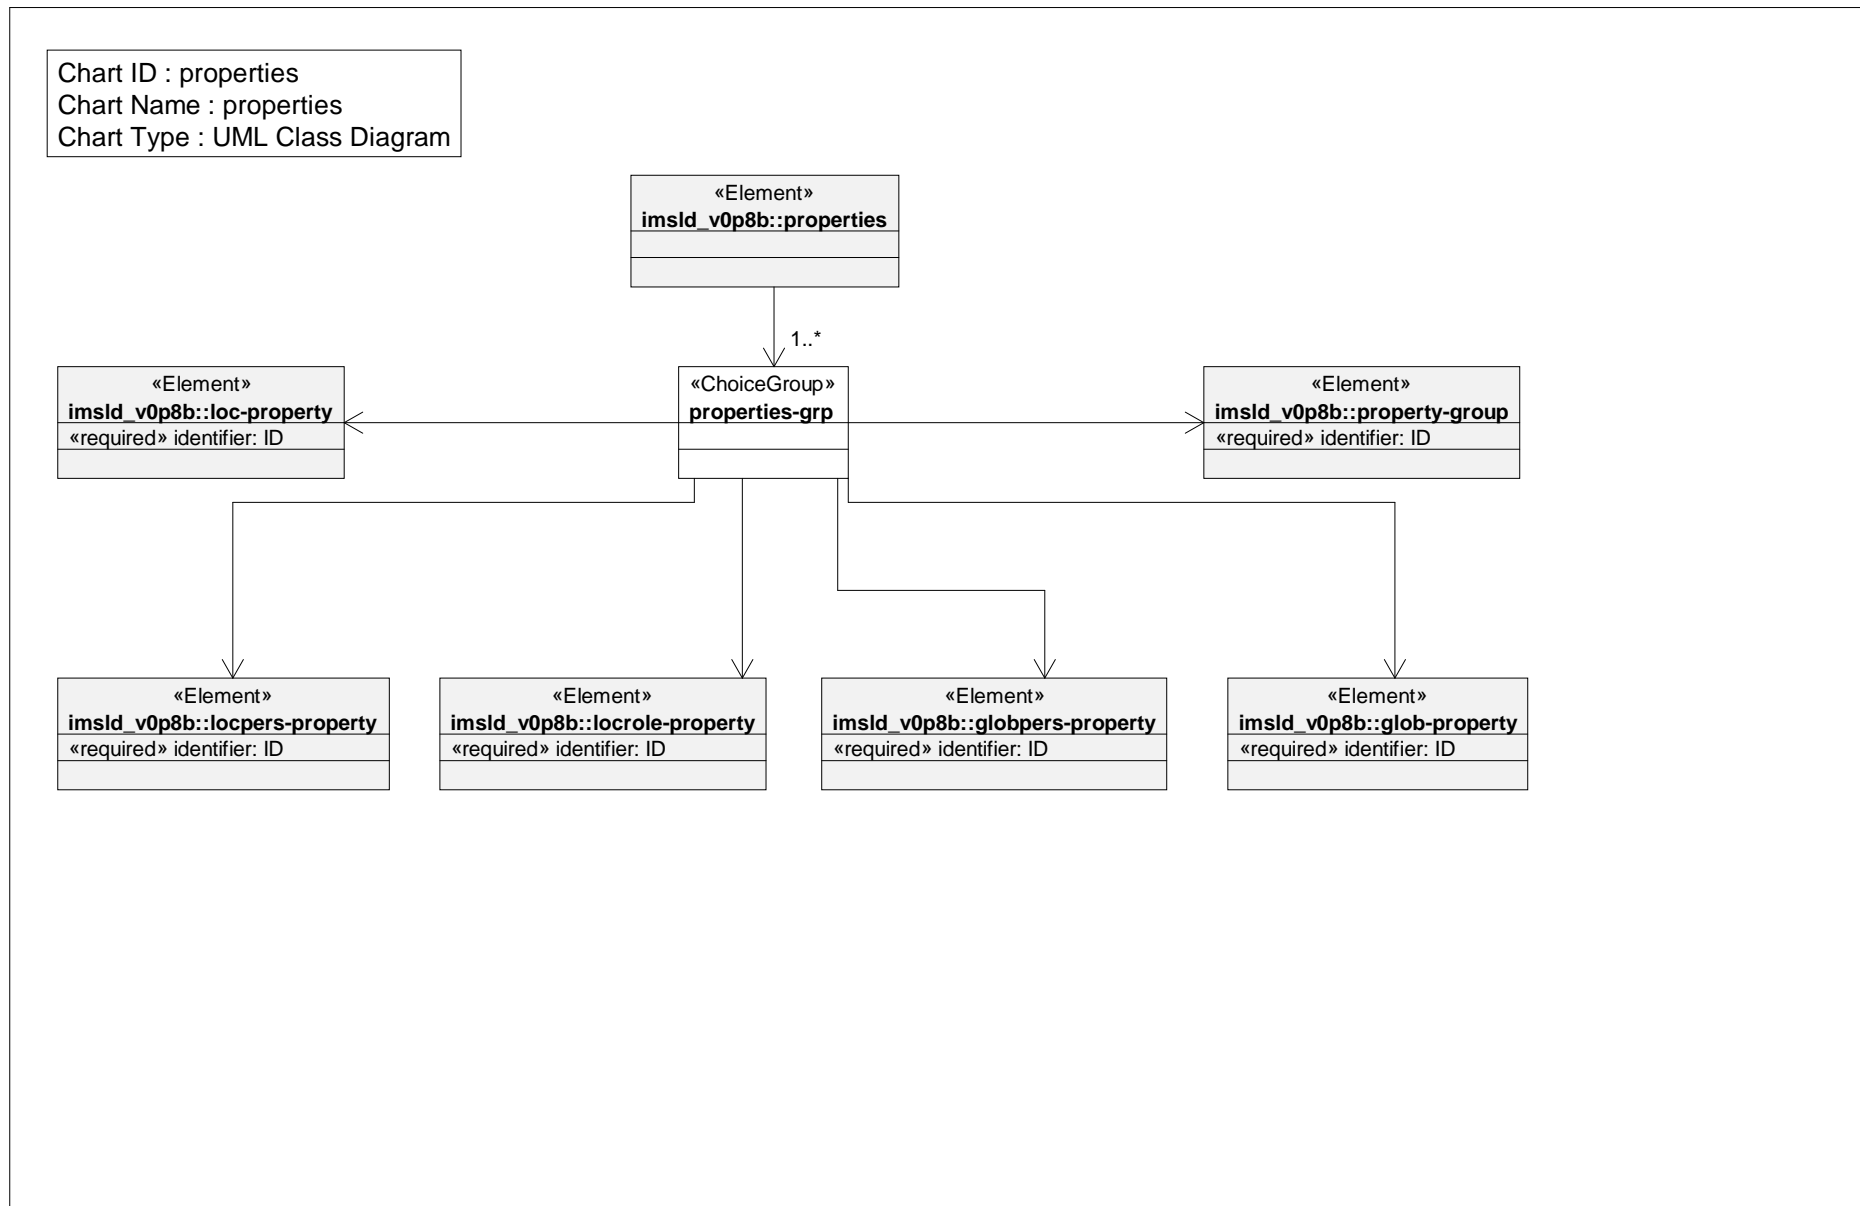 Chart ID : properties
Chart Name : properties
Chart Type : UML Class Diagram
«Element»
imsld_v0p8b::properties
1..*
«Element»
imsld_v0p8b::loc-property
«required» identifier: ID
«ChoiceGroup»
properties-grp
«Element»
imsld_v0p8b::property-group
«required» identifier: ID
«Element»
imsld_v0p8b::locpers-property
«required» identifier: ID
«Element»
imsld_v0p8b::locrole-property
«required» identifier: ID
«Element»
imsld_v0p8b::globpers-property
«required» identifier: ID
«Element»
imsld_v0p8b::glob-property
«required» identifier: ID